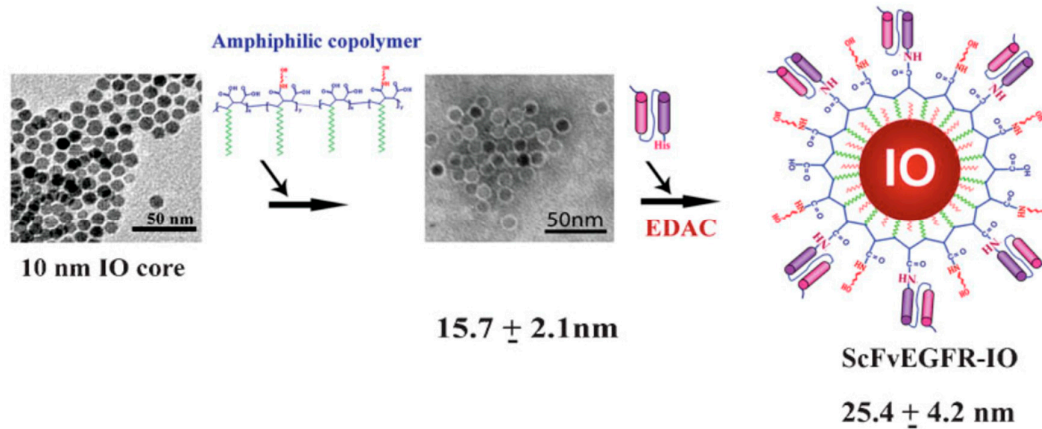 Amphiphilic copolymer
50 nm
10 nm IO core
50nm
15.7 ± 2.1nm
His
EDAC
IO
ScFvEGFR-IO
25.4 ± 4.2 nm